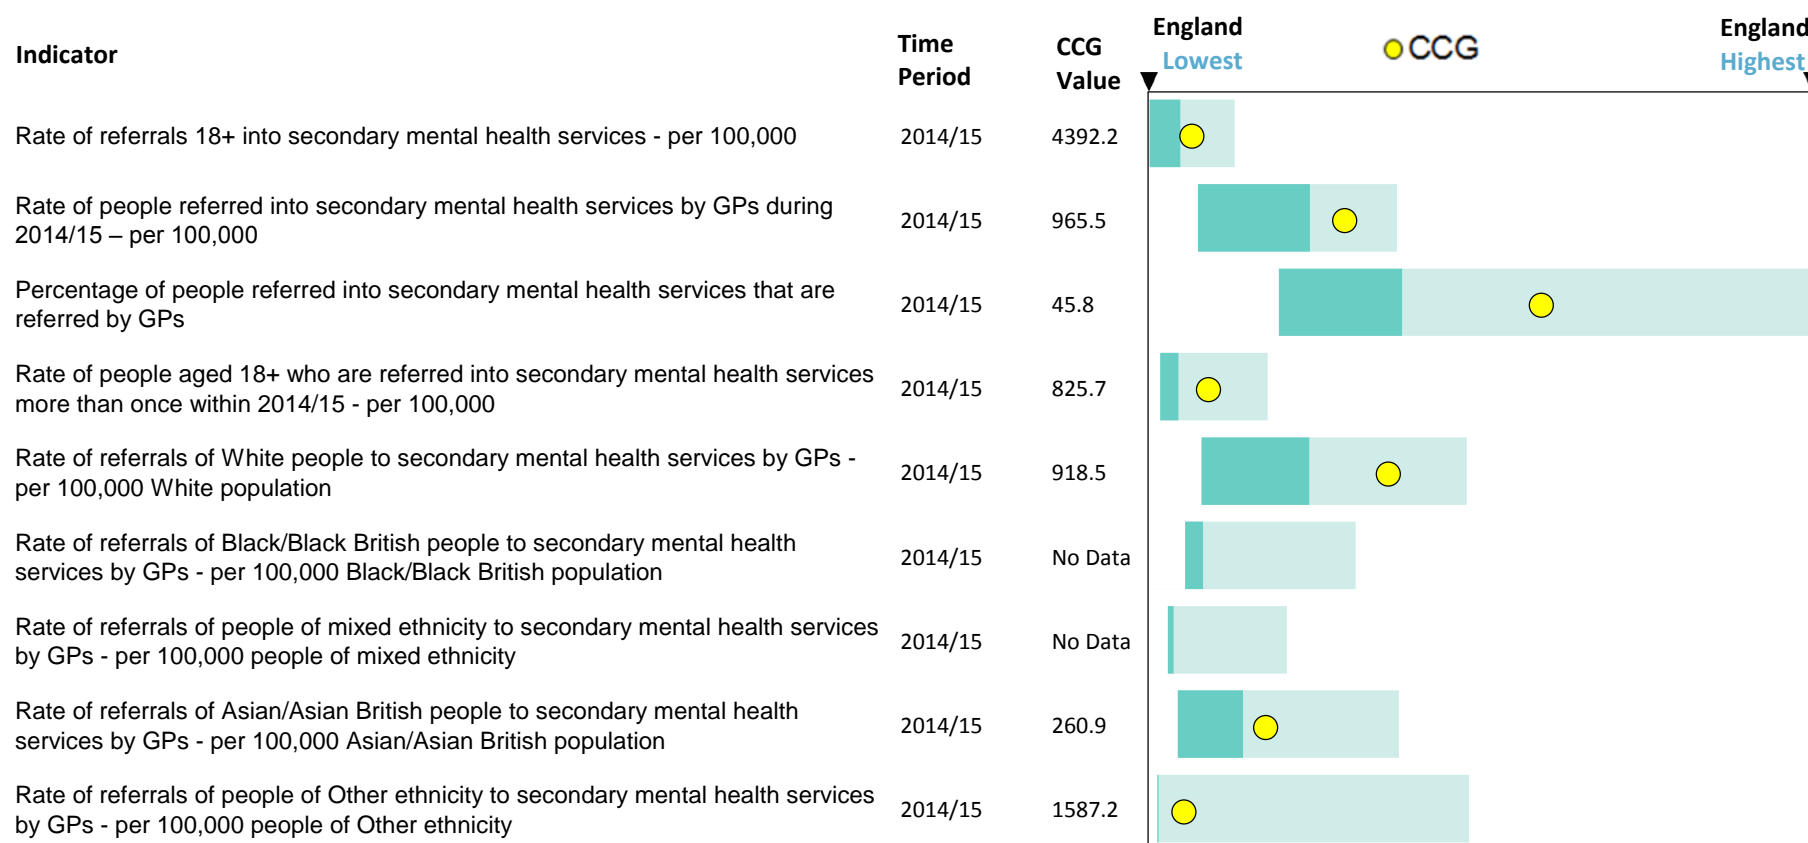 Indicator
Time
Period
CCG
Value
England
Lowest
CCG
England
Highest
Rate of referrals 18+ into secondary mental health services - per 100,000
2014/15
4392.2
Rate of people referred into secondary mental health services by GPs during
2014/15 – per 100,000
2014/15
965.5
Percentage of people referred into secondary mental health services that are
referred by GPs
2014/15
45.8
Rate of people aged 18+ who are referred into secondary mental health services
more than once within 2014/15 - per 100,000
2014/15
825.7
Rate of referrals of White people to secondary mental health services by GPs -
per 100,000 White population
2014/15
918.5
Rate of referrals of Black/Black British people to secondary mental health
services by GPs - per 100,000 Black/Black British population
2014/15
No Data
Rate of referrals of people of mixed ethnicity to secondary mental health services
by GPs - per 100,000 people of mixed ethnicity
2014/15
No Data
Rate of referrals of Asian/Asian British people to secondary mental health
services by GPs - per 100,000 Asian/Asian British population
2014/15
260.9
Rate of referrals of people of Other ethnicity to secondary mental health services
by GPs - per 100,000 people of Other ethnicity
2014/15
1587.2